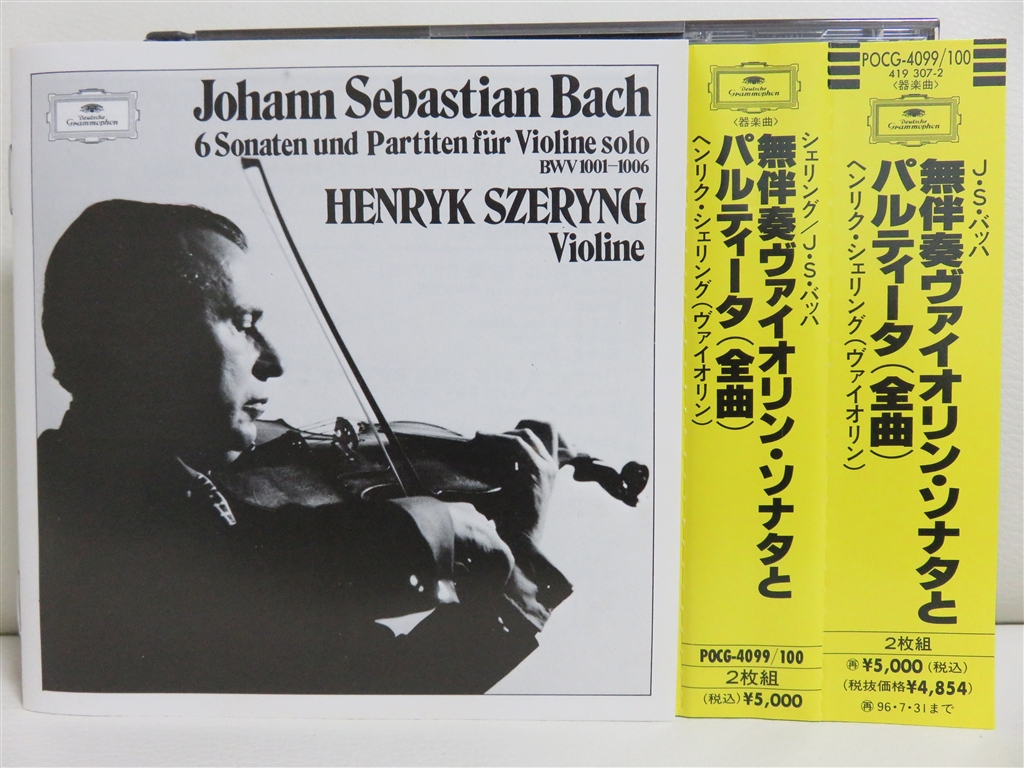 Deutsche
Grammophon
Johann Sebastian Bach
6 Sonaten und Partiten für Violine solo
BWV 1001–1006
HENRYK SZERYNG
Violine
Deutsche
Grammophon
〈器楽曲〉
シェリング/J・S・バッハ
無伴奏ヴァイオリン・ソナタと
パルティータ(全曲)
ヘンリク・シェリング(ヴァイオリン)
POCG-4099/100
2枚組
(税込)¥5,000
POCG-4099/100
419 307-2
〈器楽曲〉
Deutsche
Grammophon
J・S・バッハ
無伴奏ヴァイオリン・ソナタと
パルティータ(全曲)
ヘンリク・シェリング(ヴァイオリン)
2枚組
再¥5,000(税込)
(税抜価格¥4,854)
再96・7・31まで